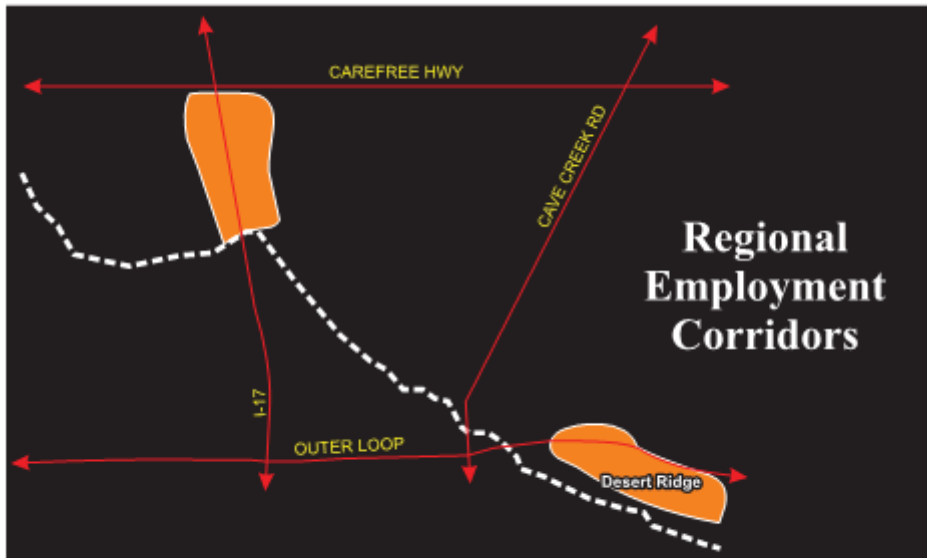 CAREFREE HWY
CAVE CREEK RD
Regional
Employment
Corridors
I-17
OUTER LOOP
Desert Ridge